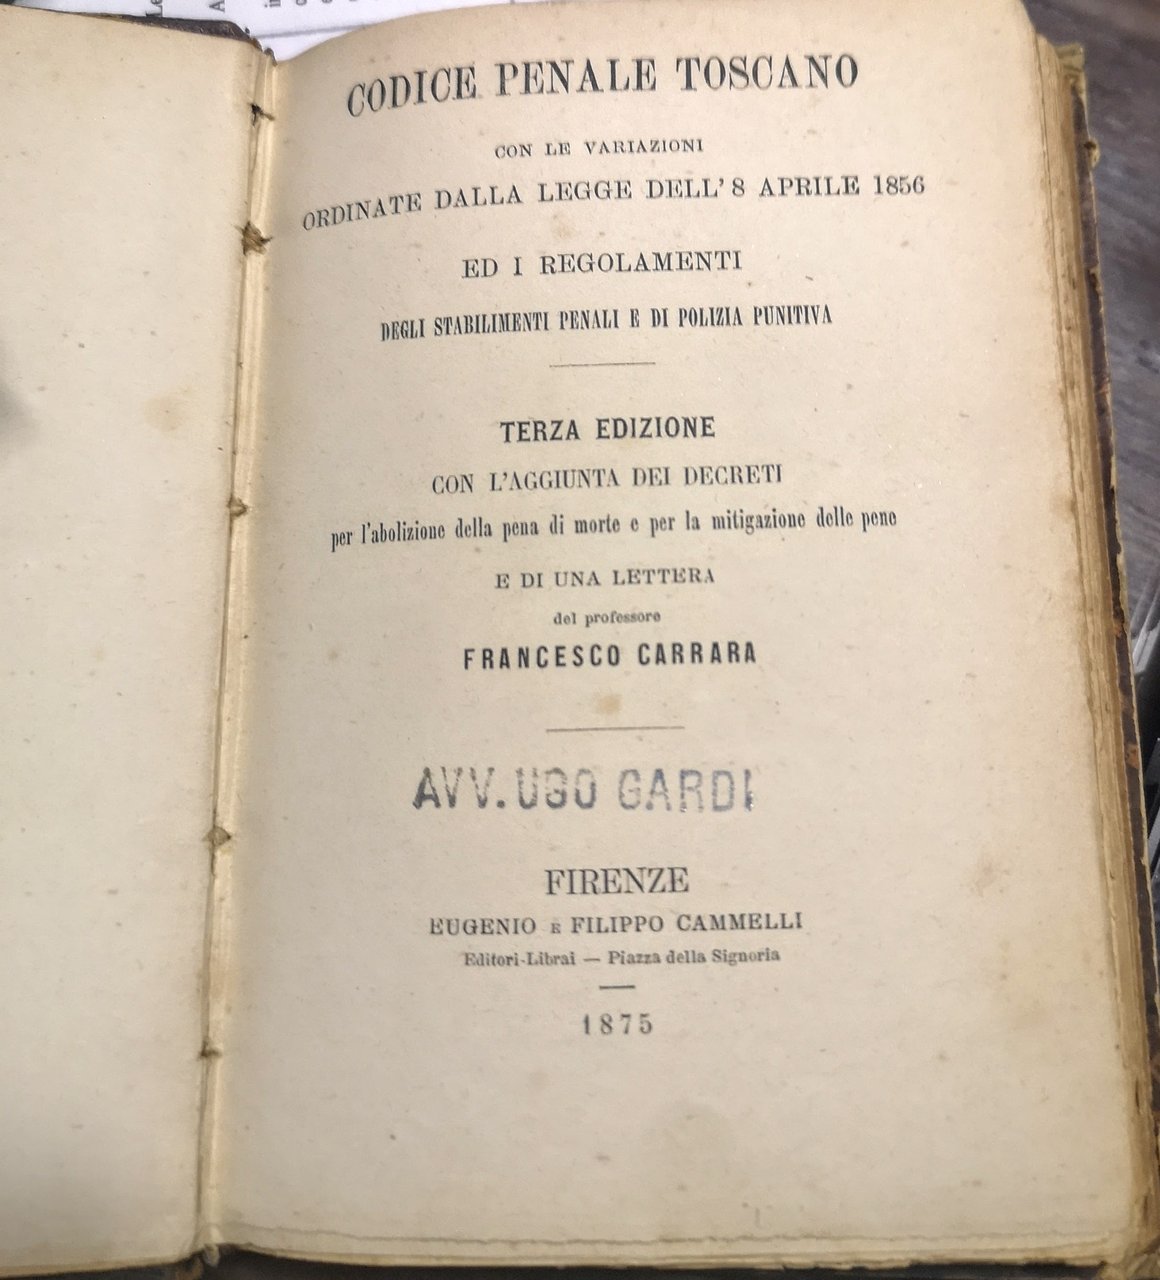 CODICE PENALE TOSCANO
CON LE VARIAZIONI
ORDINATE DALLA LEGGE DELL' 8 APRILE 1856
ED I REGOLAMENTI
DEGLI STABILIMENTI PENALI E DI POLIZIA PUNITIVA
TERZA EDIZIONE
CON L'AGGIUNTA DEI DECRETI
per l'abolizione della pena di morte e per la mitigazione delle pene
E DI UNA LETTERA
del professore
FRANCESCO CARRARA
AVV. UGO GARDI
FIRENZE
EUGENIO E FILIPPO CAMMELLI
Editori-Librai — Piazza della Signoria
1875